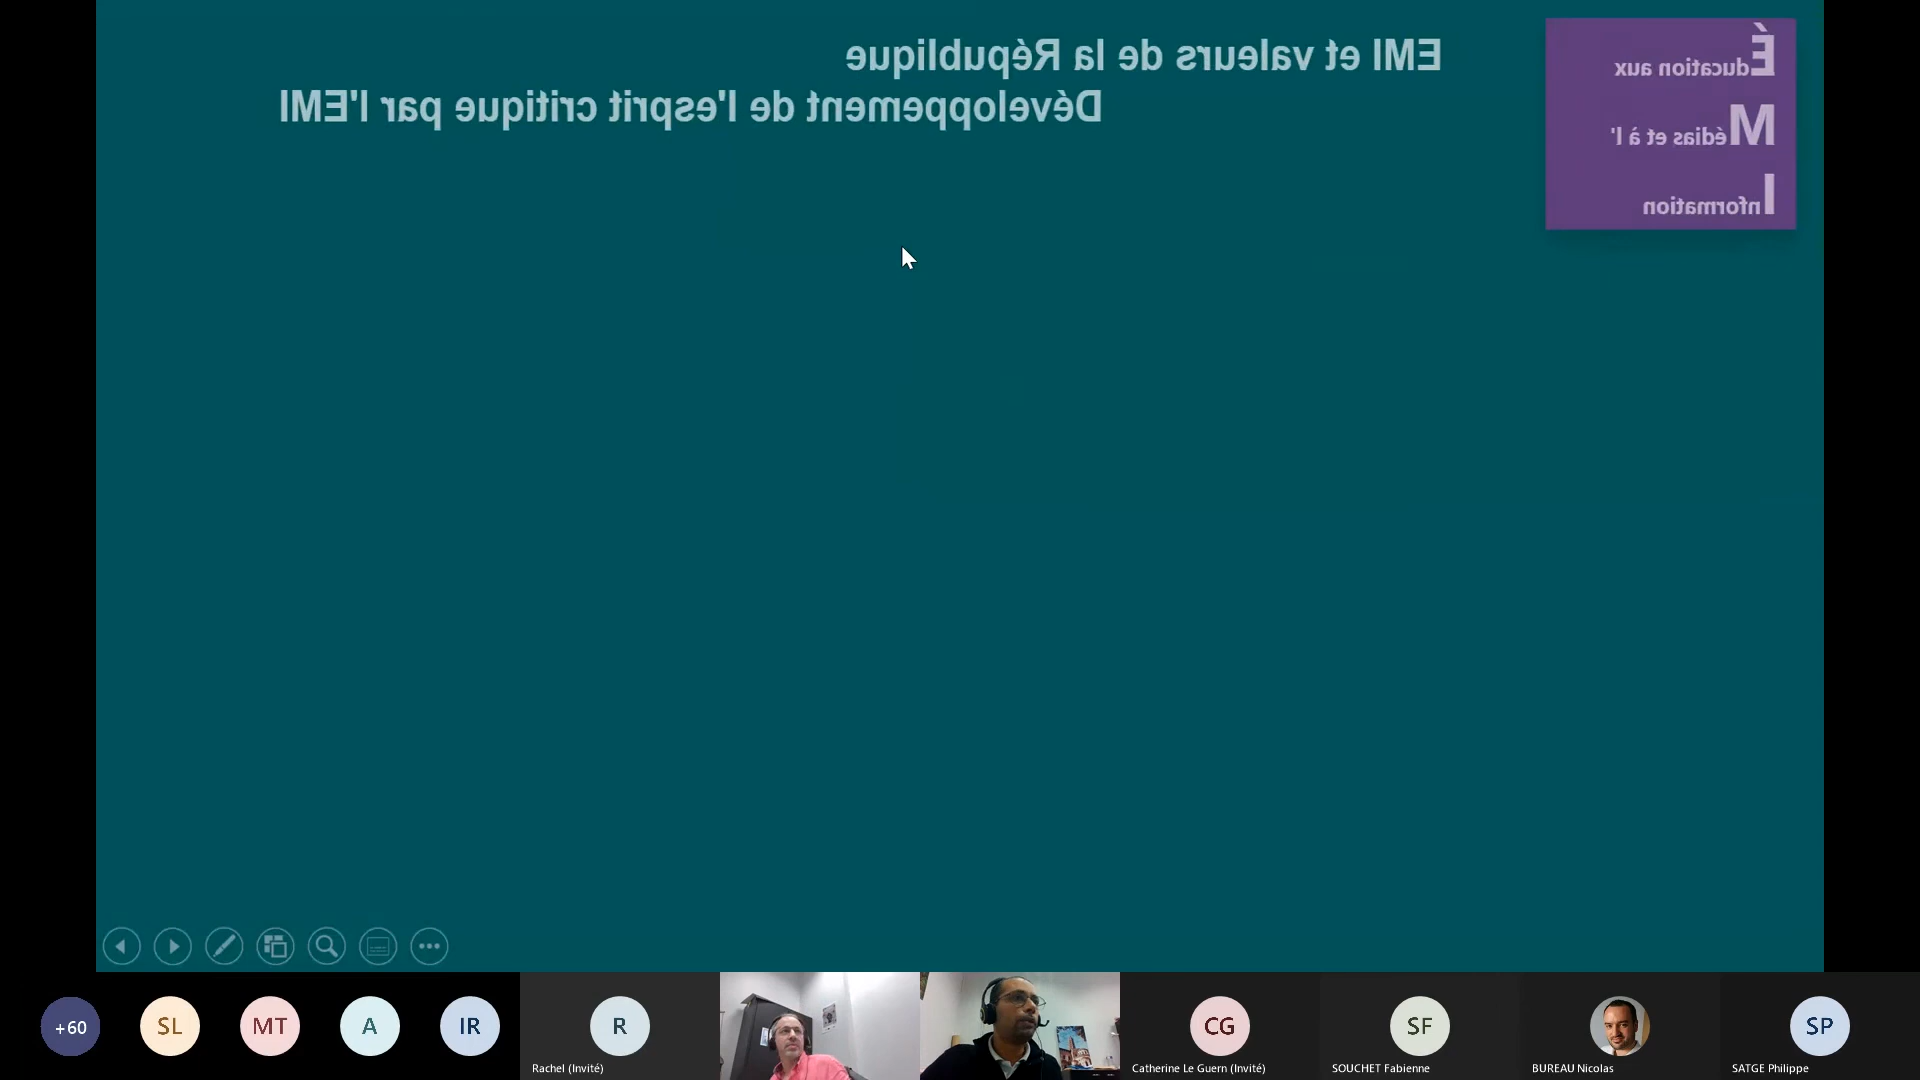 EMI et valeurs de la République
Développement de l'esprit critique par l'EMI
Éducation aux
Médias et à l'
Information
+60
SL
MT
A
IR
R
CG
SF
SP
Rachel (Invité)
Catherine Le Guern (Invité)
SOUCHET Fabienne
BUREAU Nicolas
SATGE Philippe